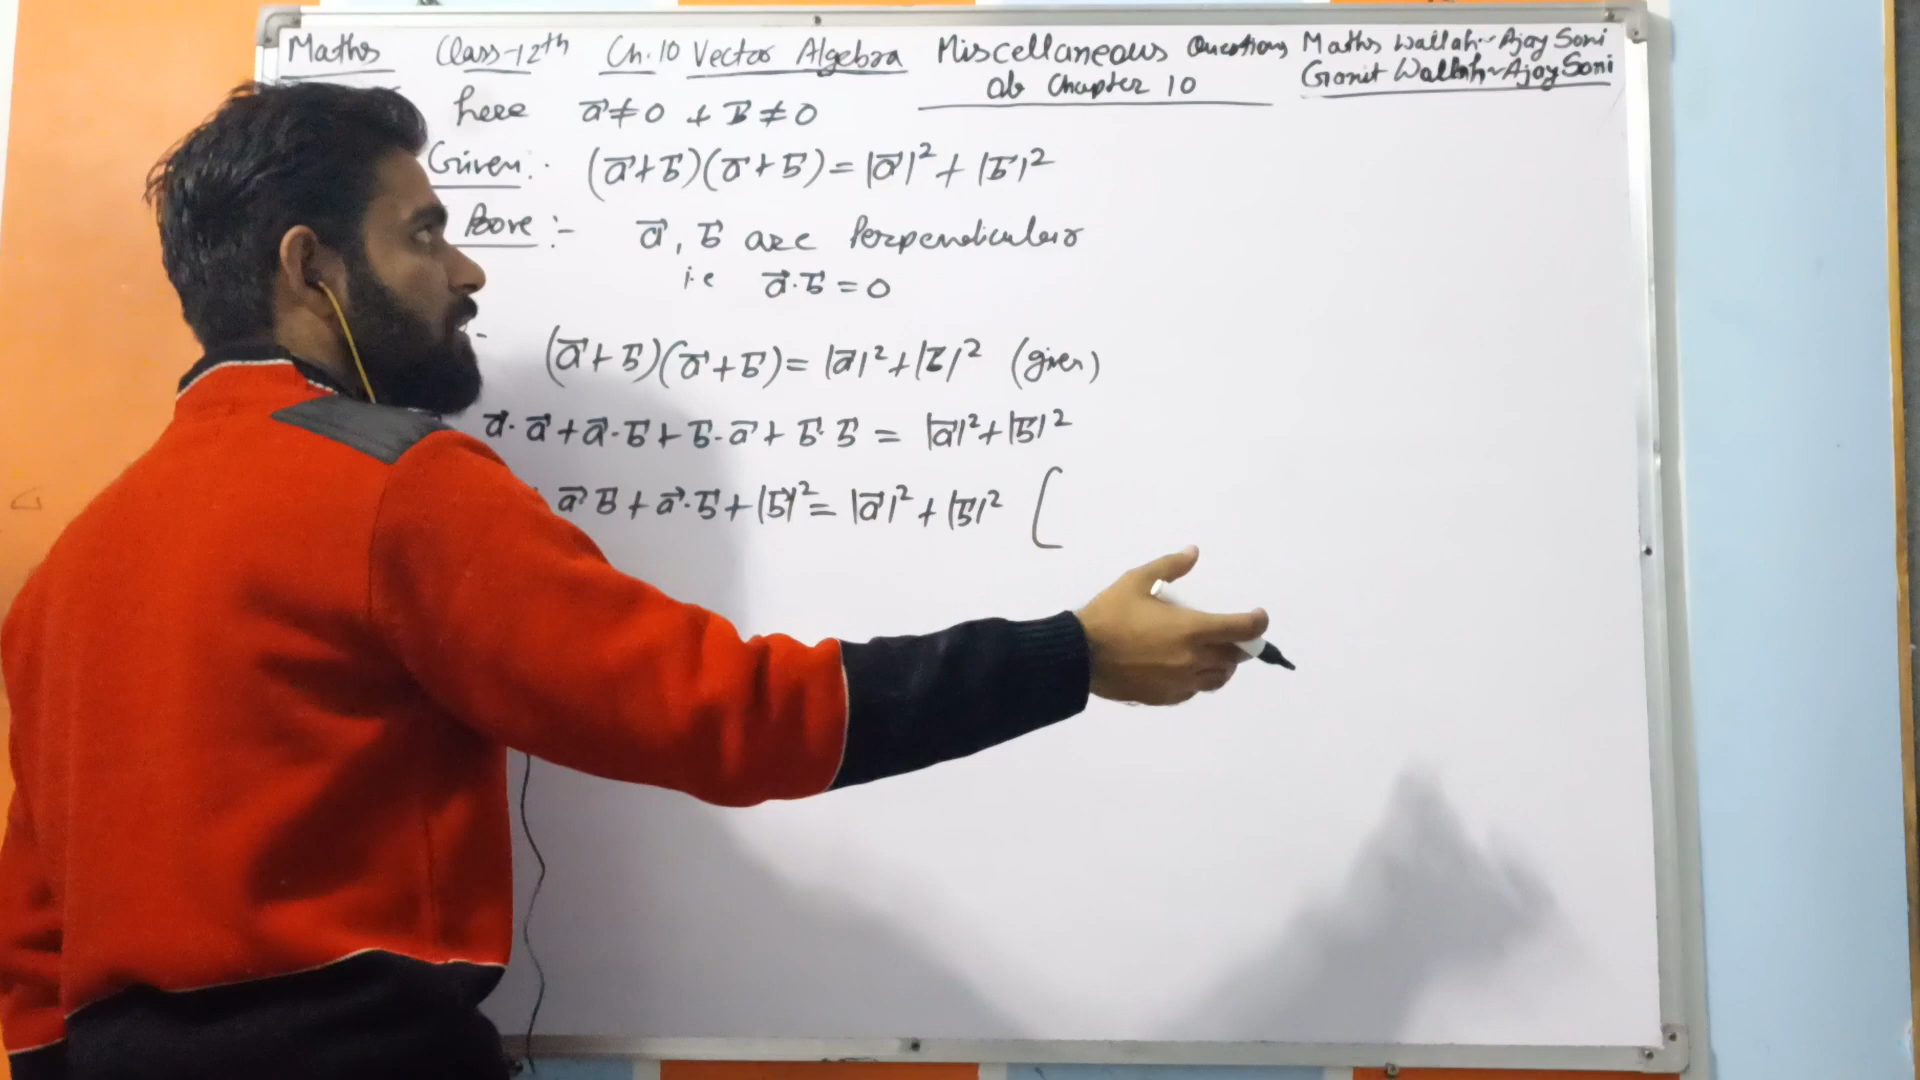 Maths Class-12th Ch.10 Vector Algebra Miscellaneous Questions Maths Wallah~Ajay Soni
Ganit Wallah~Ajay Soni
of Chapter 10
here a⃗≠0 + b⃗≠0
Given:- (a⃗+b⃗)(a⃗+b⃗)=|a⃗|²+|b⃗|²
Prove :- a⃗, b⃗ are Perpendicular
i.e a⃗·b⃗=0
(a⃗+b⃗)(a⃗+b⃗)=|a⃗|²+|b⃗|² (given)
a⃗·a⃗+a⃗·b⃗+b⃗·a⃗+b⃗·b⃗=|a⃗|²+|b⃗|²
a⃗·b⃗+a⃗·b⃗+|b⃗|²=|a⃗|²+|b⃗|² [